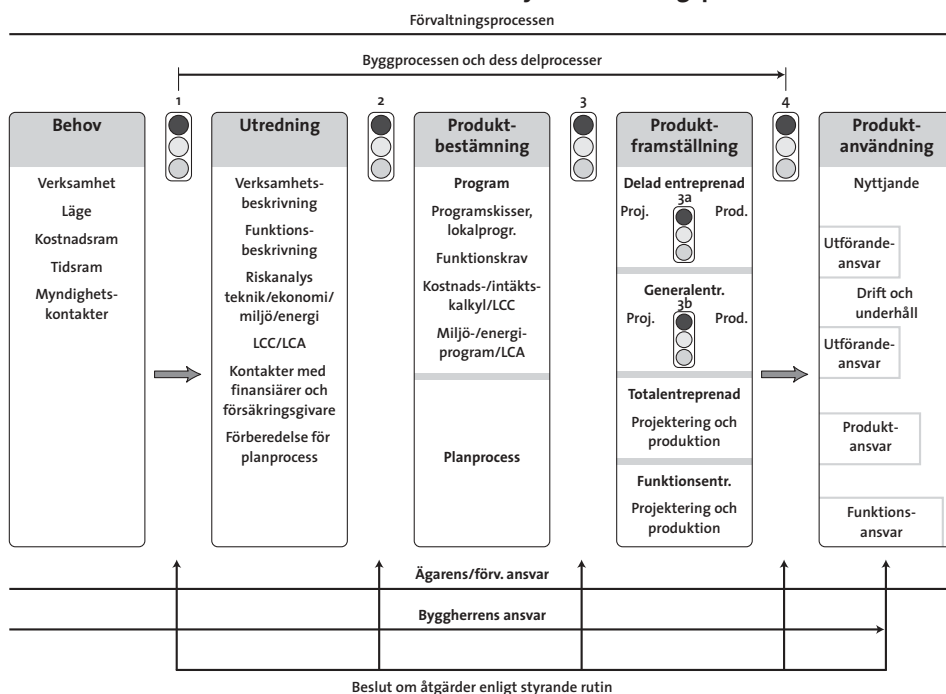 Förvaltningsprocessen
Byggprocessen och dess delprocesser
1
2
3
4
Behov
Verksamhet
Läge
Kostnadsram
Tidsram
Myndighets-
kontakter
Utredning
Verksamhets-
beskrivning
Funktions-
beskrivning
Riskanalys
teknik/ekonomi/
miljö/energi
LCC/LCA
Kontakter med
finansiärer och
försäkringsgivare
Förberedelse för
planprocess
Produkt-
bestämning
Program
Programskisser,
lokalprogr.
Funktionskrav
Kostnads-/intäkts-
kalkyl/LCC
Miljö-/energi-
program/LCA
Planprocess
Produkt-
framställning
Delad entreprenad
3a
Proj. Prod.
Generalentr.
3b
Proj. Prod.
Totalentreprenad
Projektering och
produktion
Funktionsentr.
Projektering och
produktion
Produkt-
användning
Nyttjande
Utförande-
ansvar
Drift och
underhåll
Utförande-
ansvar
Produkt-
ansvar
Funktions-
ansvar
Ägarens/förv. ansvar
Byggherrens ansvar
Beslut om åtgärder enligt styrande rutin